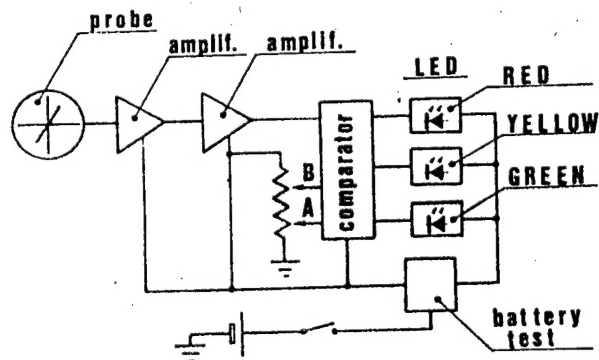 probe
amplif.
amplif.
LED
RED
YELLOW
GREEN
B
A
comparator
battery
test